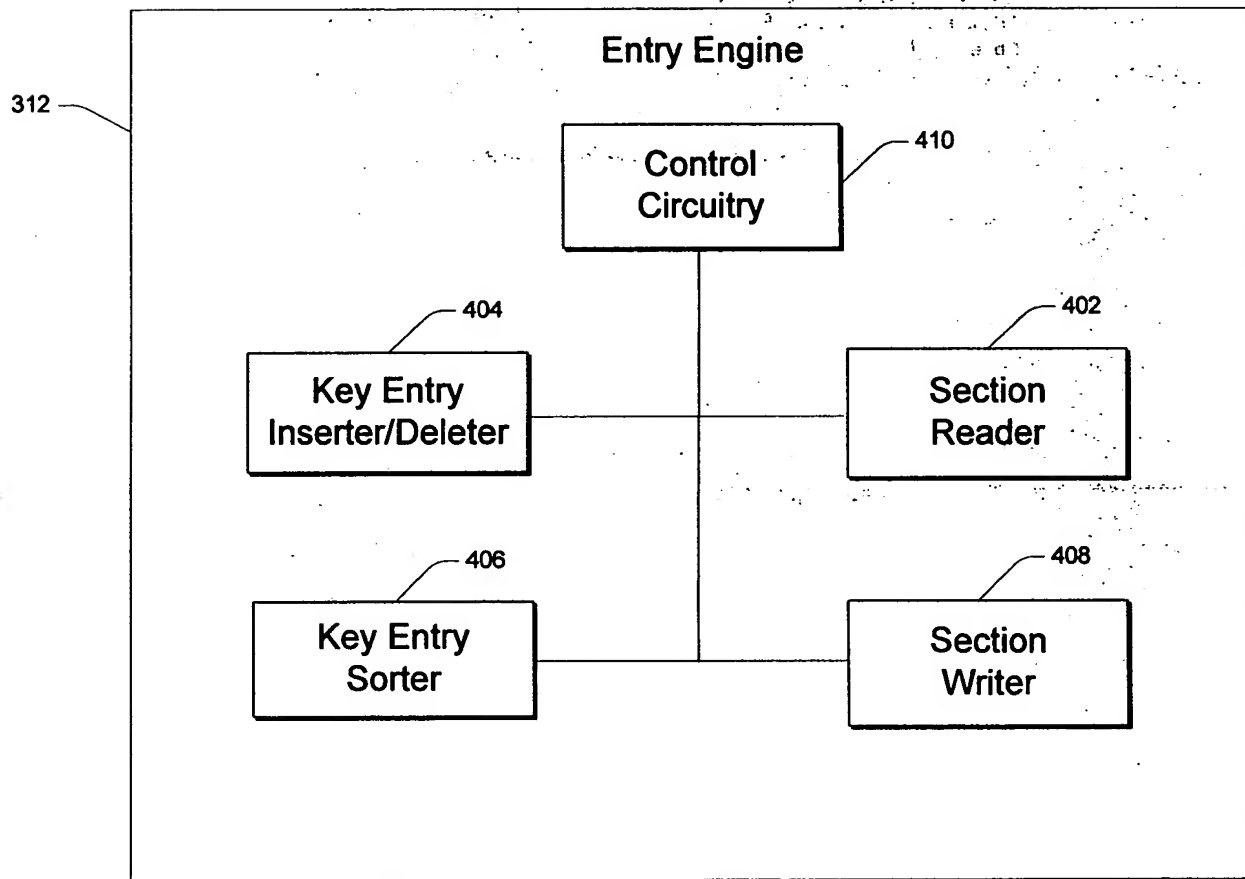 Entry Engine
312
410
Control
Circuitry
404
402
Key Entry
Inserter/Deleter
Section
Reader
406
408
Key Entry
Sorter
Section
Writer